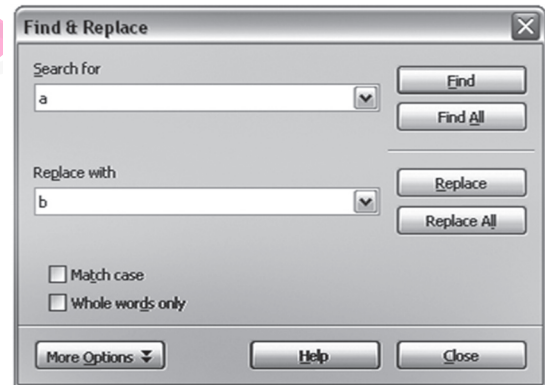 Find & Replace
Search for
a
Find
Find All
Replace with
b
Replace
Replace All
Match case
Whole words only
More Options
Help
Close